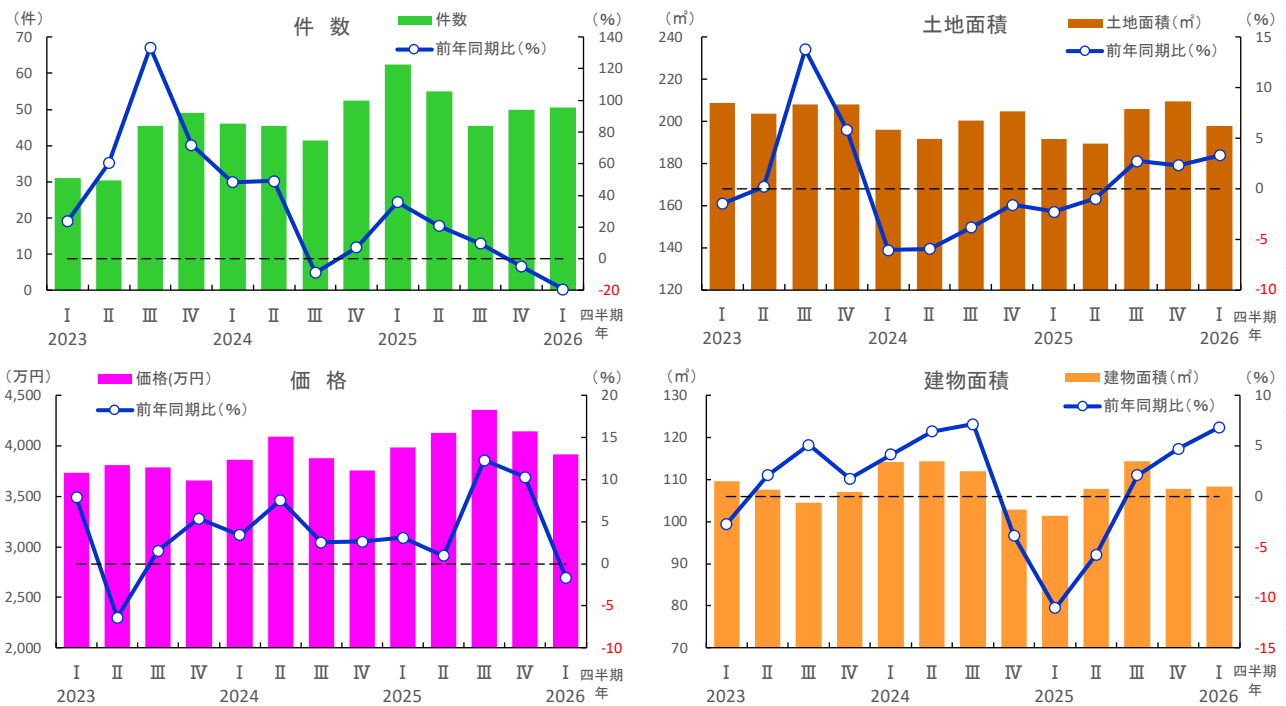 (件)
件 数
件数
前年同期比(%)
(%)
70
60
50
40
30
20
10
0
140
120
100
80
60
40
20
0
-20
Ⅰ Ⅱ Ⅲ Ⅳ Ⅰ Ⅱ Ⅲ Ⅳ Ⅰ Ⅱ Ⅲ Ⅳ Ⅰ 四半期
2023 2024 2025 2026 年
(㎡)
土地面積
土地面積(㎡)
前年同期比(%)
(%)
240
220
200
180
160
140
120
15
10
5
0
-5
-10
Ⅰ Ⅱ Ⅲ Ⅳ Ⅰ Ⅱ Ⅲ Ⅳ Ⅰ Ⅱ Ⅲ Ⅳ Ⅰ 四半期
2023 2024 2025 2026 年
(万円)
価格(万円)
前年同期比(%)
価 格
(%)
4,500
4,000
3,500
3,000
2,500
2,000
20
15
10
5
0
-5
-10
Ⅰ Ⅱ Ⅲ Ⅳ Ⅰ Ⅱ Ⅲ Ⅳ Ⅰ Ⅱ Ⅲ Ⅳ Ⅰ 四半期
2023 2024 2025 2026 年
(㎡)
建物面積
建物面積(㎡)
前年同期比(%)
(%)
130
120
110
100
90
80
70
10
5
0
-5
-10
-15
Ⅰ Ⅱ Ⅲ Ⅳ Ⅰ Ⅱ Ⅲ Ⅳ Ⅰ Ⅱ Ⅲ Ⅳ Ⅰ 四半期
2023 2024 2025 2026 年